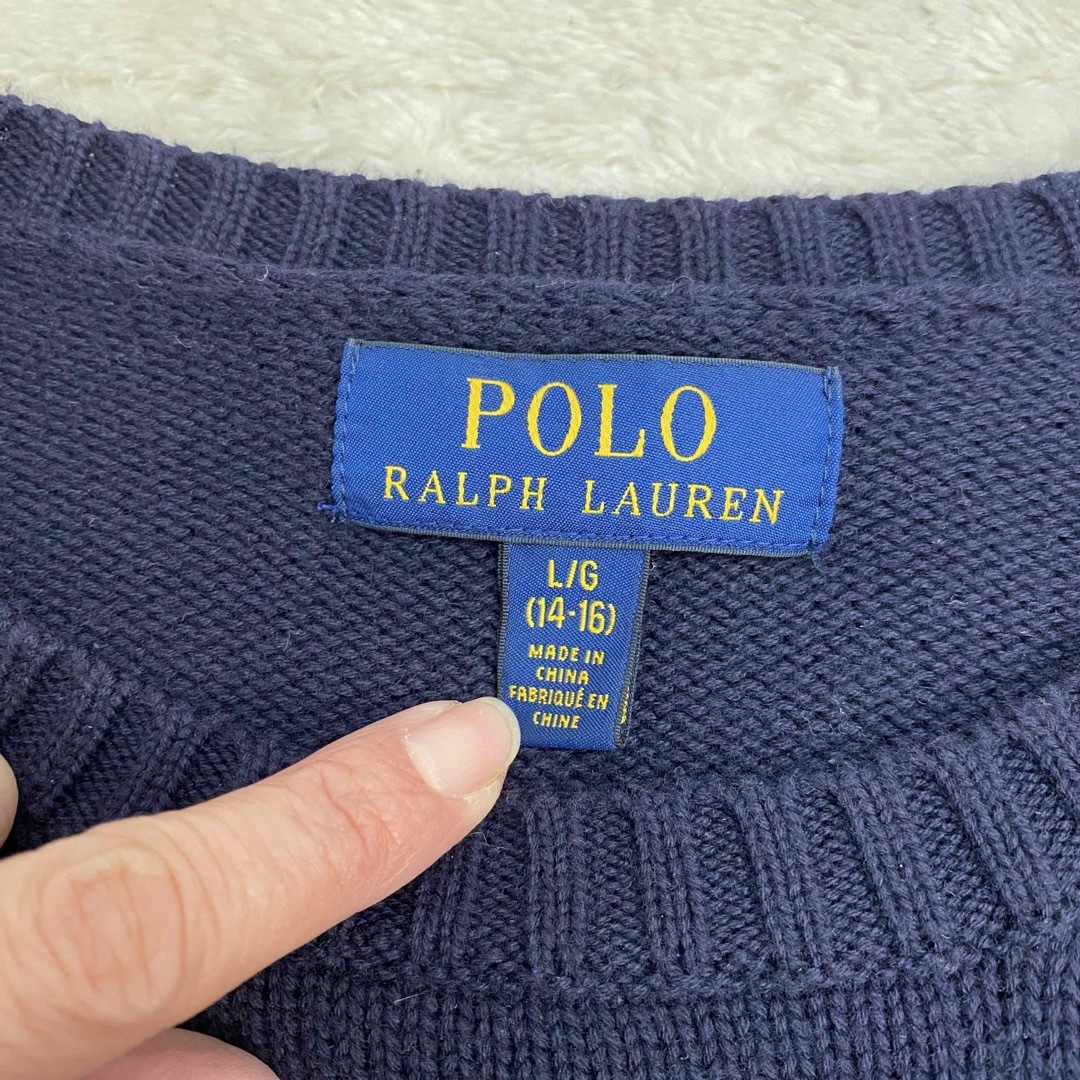 POLO
RALPH LAUREN
L/G
(14-16)
MADE IN
CHINA
FABRIQUÉ EN
CHINE